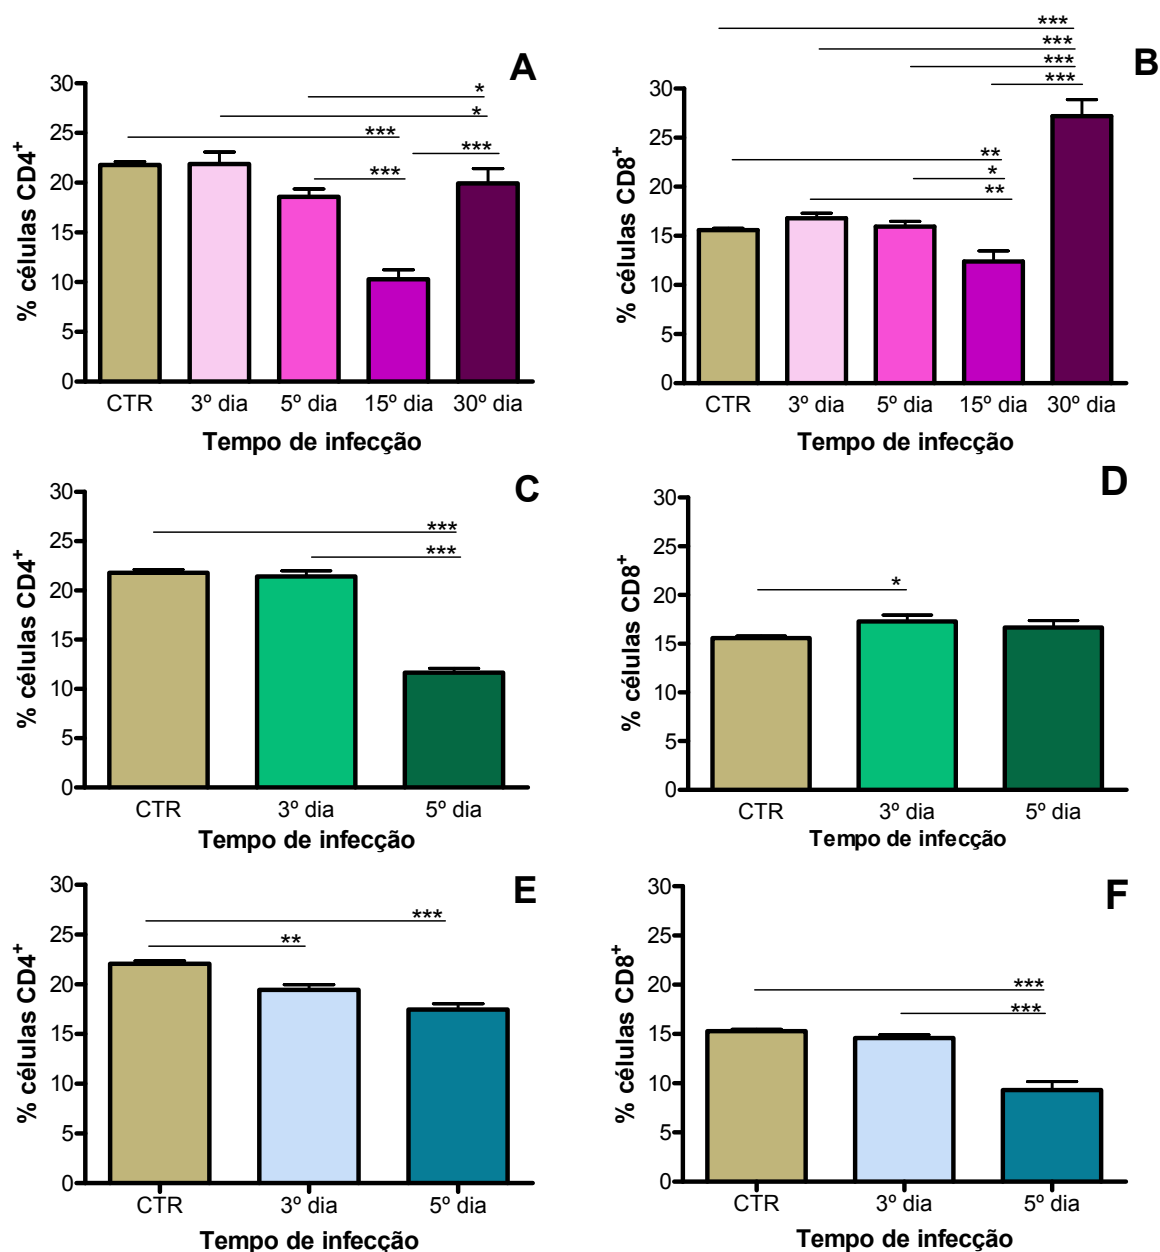 A
% células CD4+
30
25
20
15
10
5
0
*
*
***
***
***
CTR 3º dia 5º dia 15º dia 30º dia
Tempo de infecção
B
% células CD8+
30
25
20
15
10
5
0
***
***
***
***
**
*
**
CTR 3º dia 5º dia 15º dia 30º dia
Tempo de infecção
C
% células CD4+
30
25
20
15
10
5
0
***
***
CTR 3º dia 5º dia
Tempo de infecção
D
% células CD8+
30
25
20
15
10
5
0
*
CTR 3º dia 5º dia
Tempo de infecção
E
% células CD4+
30
25
20
15
10
5
0
***
**
CTR 3º dia 5º dia
Tempo de infecção
F
% células CD8+
30
25
20
15
10
5
0
***
***
CTR 3º dia 5º dia
Tempo de infecção